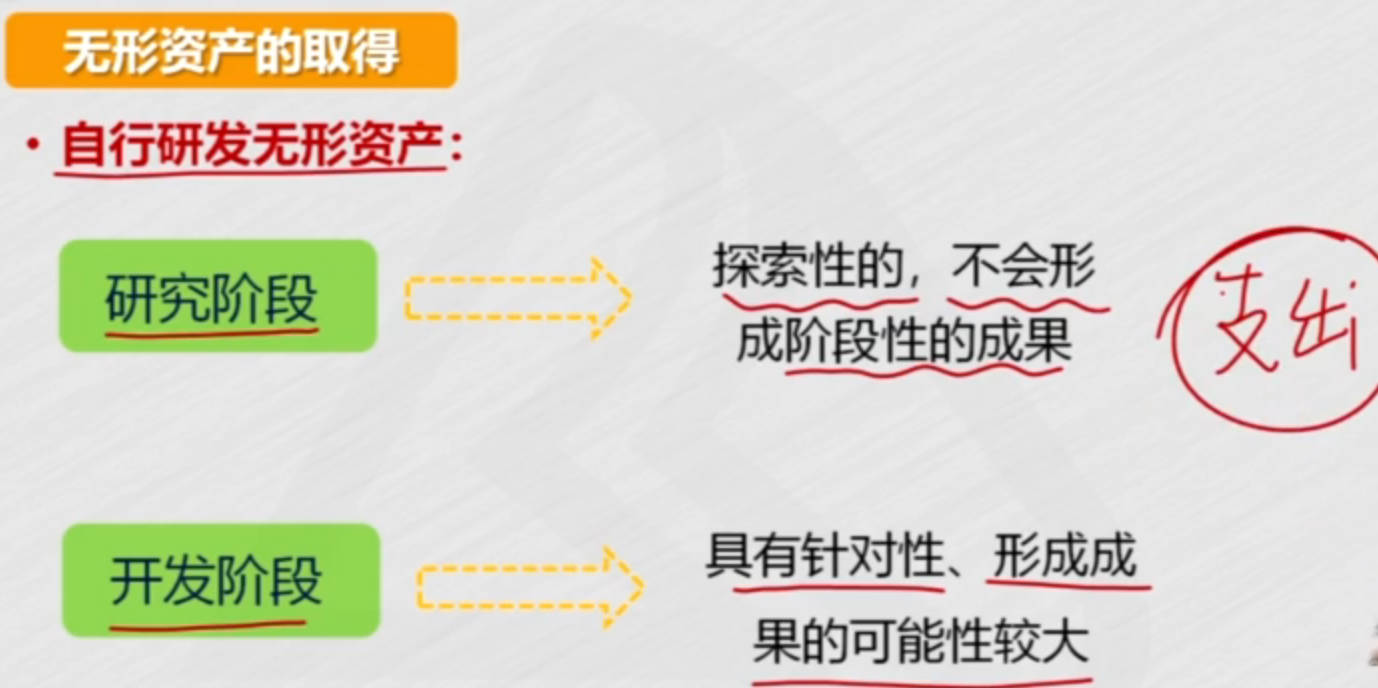 无形资产的取得
• 自行研发无形资产：
研究阶段
探索性的，不会形
成阶段性的成果
支出
开发阶段
具有针对性、形成成
果的可能性较大